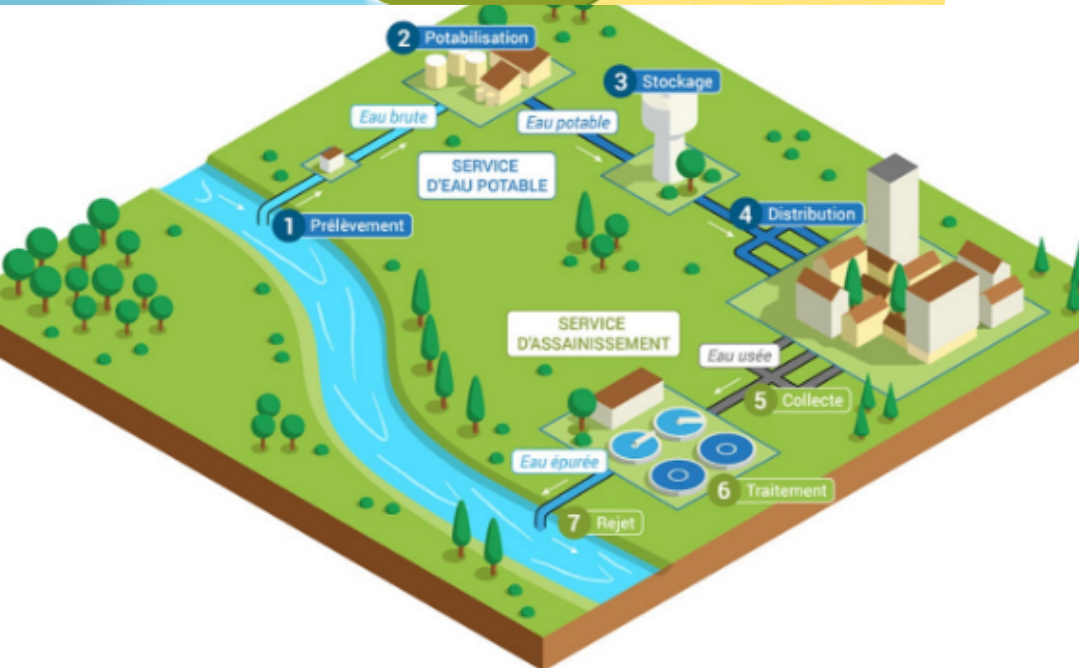 2 Potabilisation
3 Stockage
Eau brute
Eau potable
SERVICE
D'EAU POTABLE
1 Prélèvement
4 Distribution
SERVICE
D'ASSAINISSEMENT
Eau usée
5 Collecte
Eau épurée
6 Traitement
7 Rejet